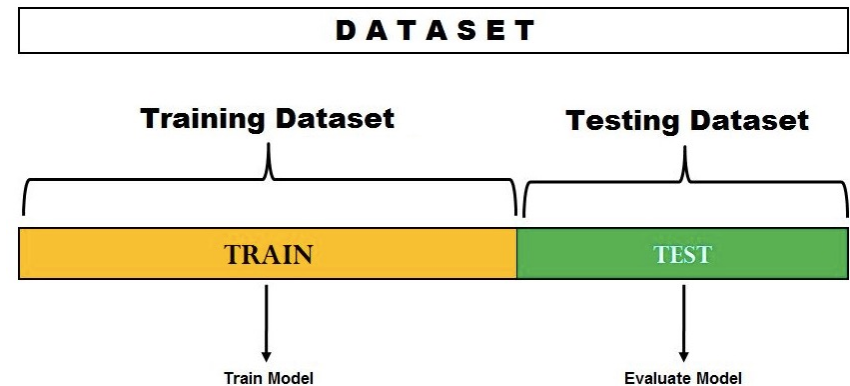 DATASET
Training Dataset
Testing Dataset
TRAIN
TEST
Train Model
Evaluate Model